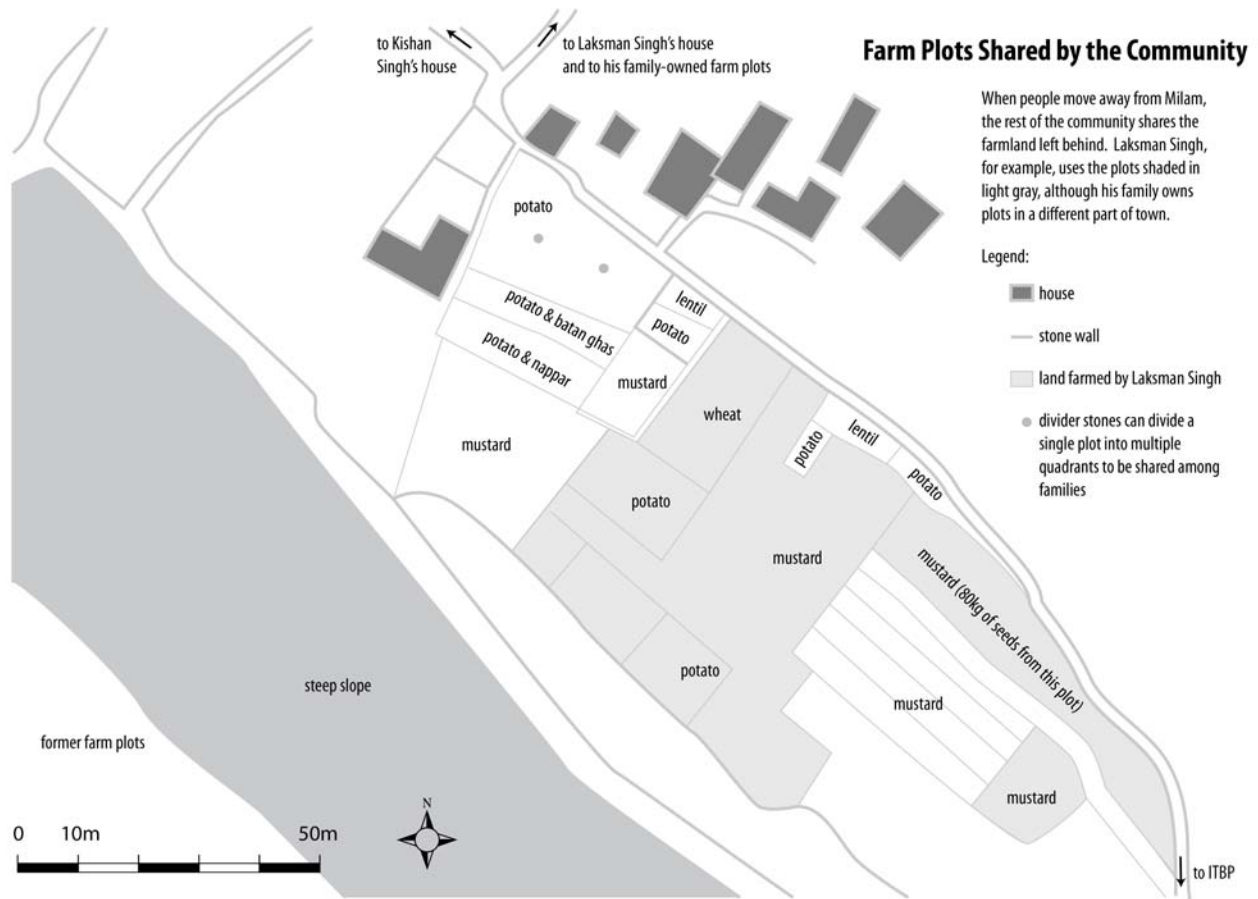 Farm Plots Shared by the Community
When people move away from Milam,
the rest of the community shares the
farmland left behind. Laksman Singh,
for example, uses the plots shaded in
light gray, although his family owns
plots in a different part of town.
Legend:
house
stone wall
land farmed by Laksman Singh
divider stones can divide a
single plot into multiple
quadrants to be shared among
families
to Kishan
Singh's house
to Laksman Singh's house
and to his family-owned farm plots
potato
potato & batan ghas
potato & nappar
lentil
potato
mustard
mustard
wheat
potato
potato
lentil
potato
mustard
mustard (80kg of seeds from this plot)
potato
mustard
mustard
steep slope
former farm plots
N
0 10m 50m
to ITBP